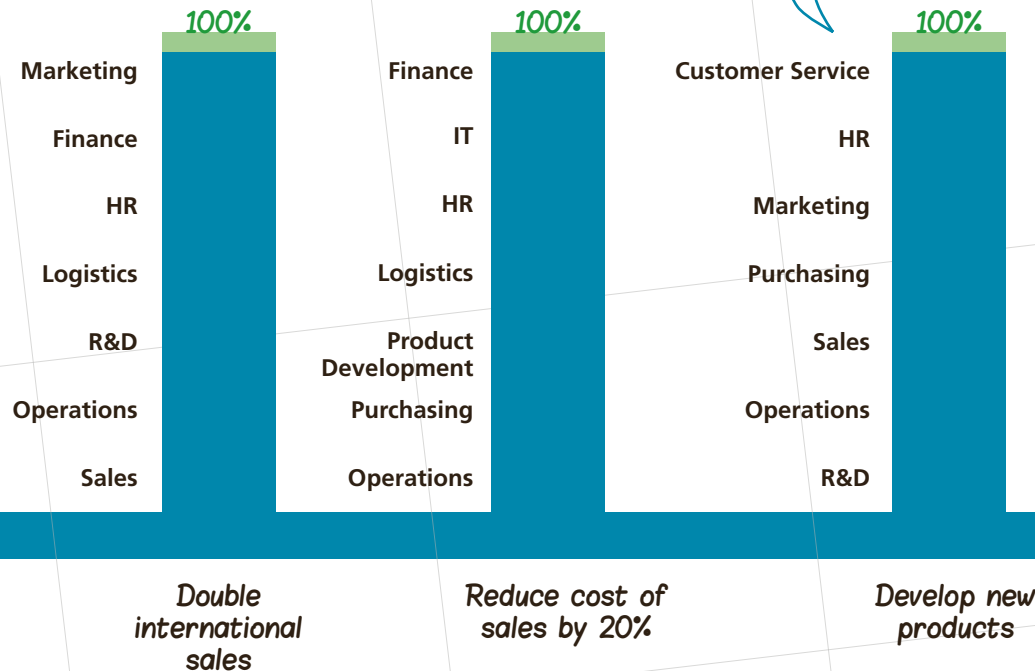 100%
Marketing
Finance
HR
Logistics
R&D
Operations
Sales
Double
international
sales
100%
Finance
IT
HR
Logistics
Product
Development
Purchasing
Operations
Reduce cost of
sales by 20%
100%
Customer Service
HR
Marketing
Purchasing
Sales
Operations
R&D
Develop new
products